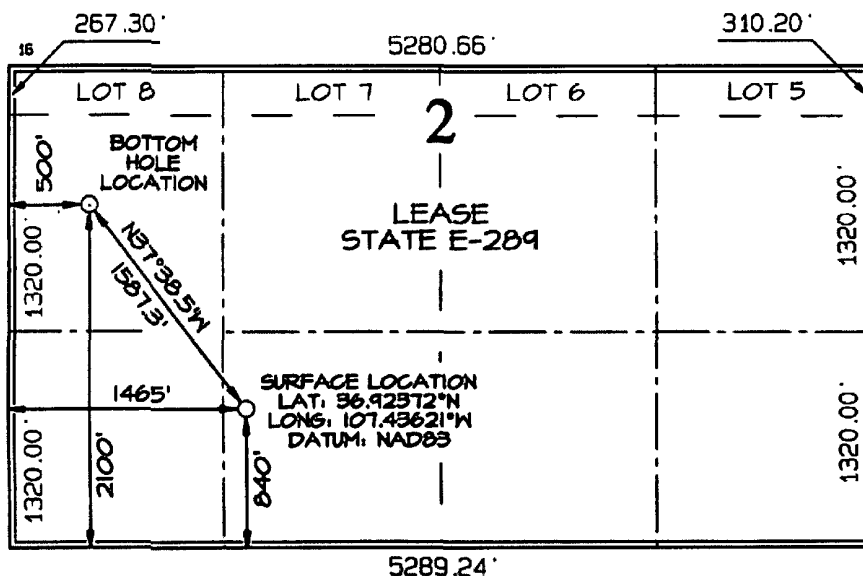 267.30'
310.20'
16
5280.66'
LOT 8
LOT 7
LOT 6
LOT 5
2
BOTTOM
HOLE
LOCATION
500'
LEASE
STATE E-289
1320.00'
1320.00'
N37°38.5'W
1587.3'
1465'
SURFACE LOCATION
LAT: 36.92372°N
LONG: 107.43621°W
DATUM: NAD83
1320.00'
2100'
840'
1320.00'
5289.24'